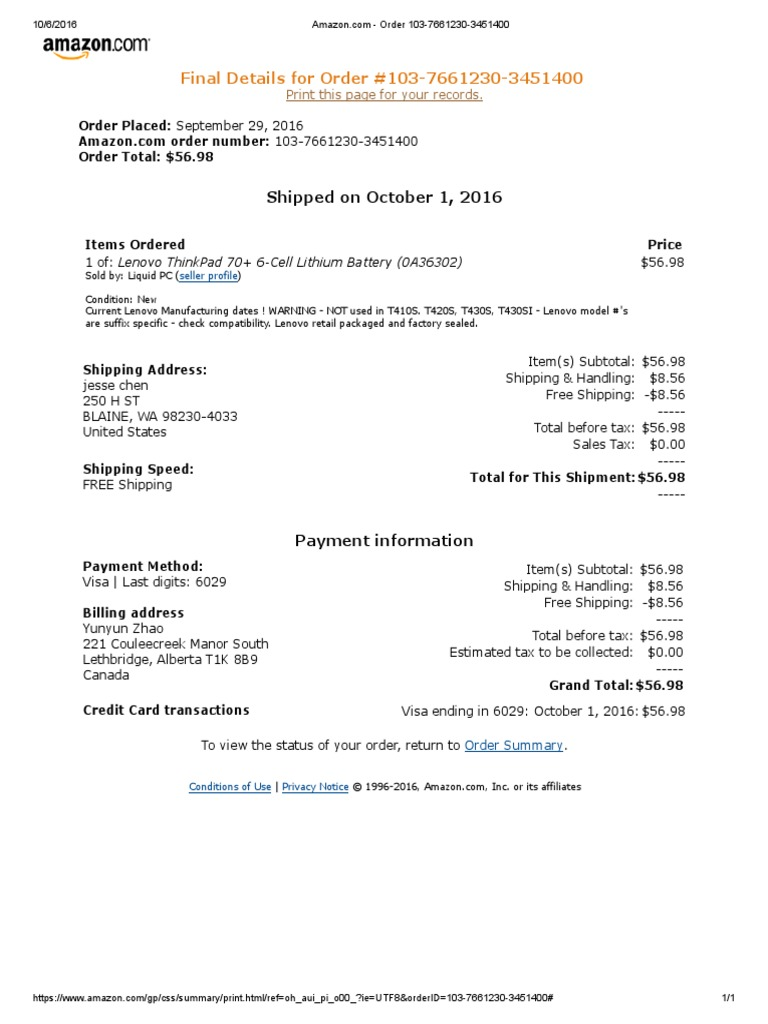 10/6/2016 Amazon.com - Order 103-7661230-3451400
amazon.com
Final Details for Order #103-7661230-3451400
Print this page for your records.
Order Placed: September 29, 2016
Amazon.com order number: 103-7661230-3451400
Order Total: $56.98
Shipped on October 1, 2016
Items Ordered Price
1 of: Lenovo ThinkPad 70+ 6-Cell Lithium Battery (0A36302) $56.98
Sold by: Liquid PC (seller profile)
Condition: New
Current Lenovo Manufacturing dates ! WARNING - NOT used in T410S. T420S, T430S, T430SI - Lenovo model #'s
are suffix specific - check compatibility. Lenovo retail packaged and factory sealed.
Shipping Address:
jesse chen
250 H ST
BLAINE, WA 98230-4033
United States
Shipping Speed:
FREE Shipping
Item(s) Subtotal: $56.98
Shipping & Handling: $8.56
Free Shipping: -$8.56
-----
Total before tax: $56.98
Sales Tax: $0.00
-----
Total for This Shipment: $56.98
-----
Payment information
Payment Method:
Visa | Last digits: 6029
Billing address
Yunyun Zhao
221 Couleecreek Manor South
Lethbridge, Alberta T1K 8B9
Canada
Item(s) Subtotal: $56.98
Shipping & Handling: $8.56
Free Shipping: -$8.56
-----
Total before tax: $56.98
Estimated tax to be collected: $0.00
-----
Grand Total: $56.98
Credit Card transactions Visa ending in 6029: October 1, 2016: $56.98
To view the status of your order, return to Order Summary.
Conditions of Use | Privacy Notice © 1996-2016, Amazon.com, Inc. or its affiliates
https://www.amazon.com/gp/css/summary/print.html/ref=oh_aui_pi_o00_?ie=UTF8&orderID=103-7661230-3451400# 1/1